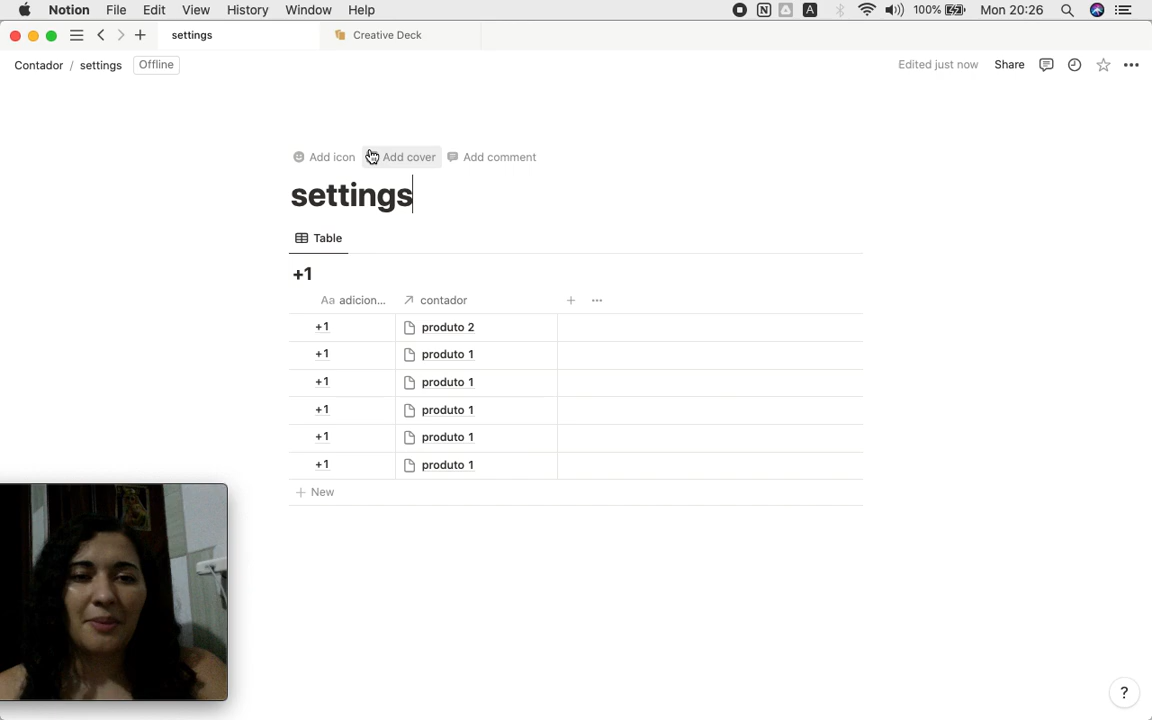 Notion File Edit View History Window Help 100% Mon 20:26
settings Creative Deck
Contador / settings Offline Edited just now Share
Add icon Add cover Add comment
settings
Table
+1
Aa adicion... contador
+1 produto 2
+1 produto 1
+1 produto 1
+1 produto 1
+1 produto 1
+1 produto 1
+ New
?